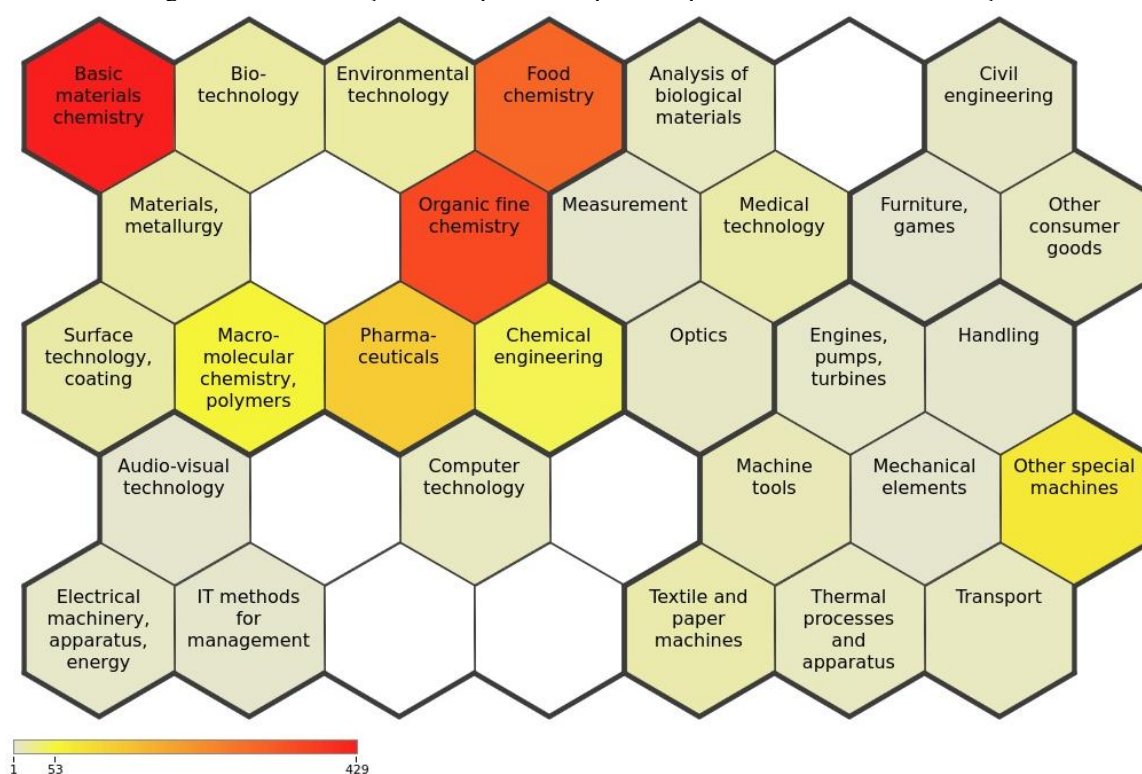 Basic
materials
chemistry
Bio-
technology
Environmental
technology
Food
chemistry
Analysis of
biological
materials
Civil
engineering
Materials,
metallurgy
Organic fine
chemistry
Measurement
Medical
technology
Furniture,
games
Other
consumer
goods
Surface
technology,
coating
Macro-
molecular
chemistry,
polymers
Pharma-
ceuticals
Chemical
engineering
Optics
Engines,
pumps,
turbines
Handling
Audio-visual
technology
Computer
technology
Machine
tools
Mechanical
elements
Other special
machines
Electrical
machinery,
apparatus,
energy
IT methods
for
management
Textile and
paper
machines
Thermal
processes
and
apparatus
Transport
1 53 429